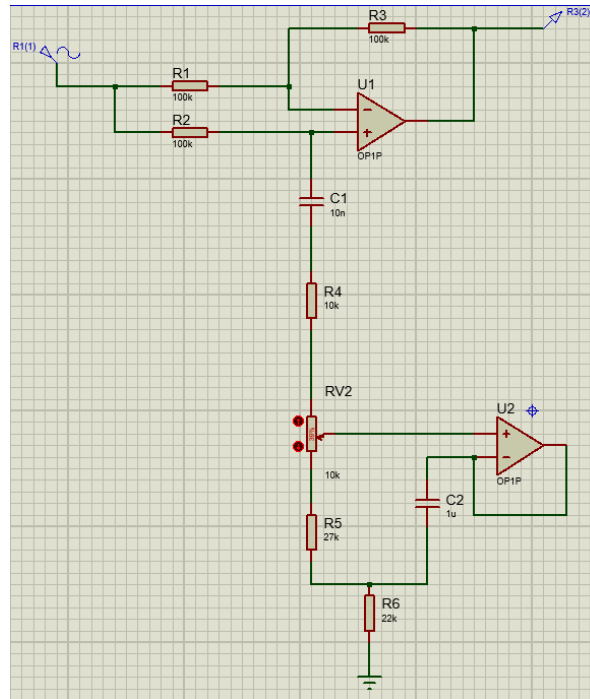 R3
R3(2)
100k
R1(1)
R1
U1
100k
R2
100k
OP1P
C1
10n
R4
10k
RV2
U2
10k
OP1P
C2
1u
R5
27k
R6
22k